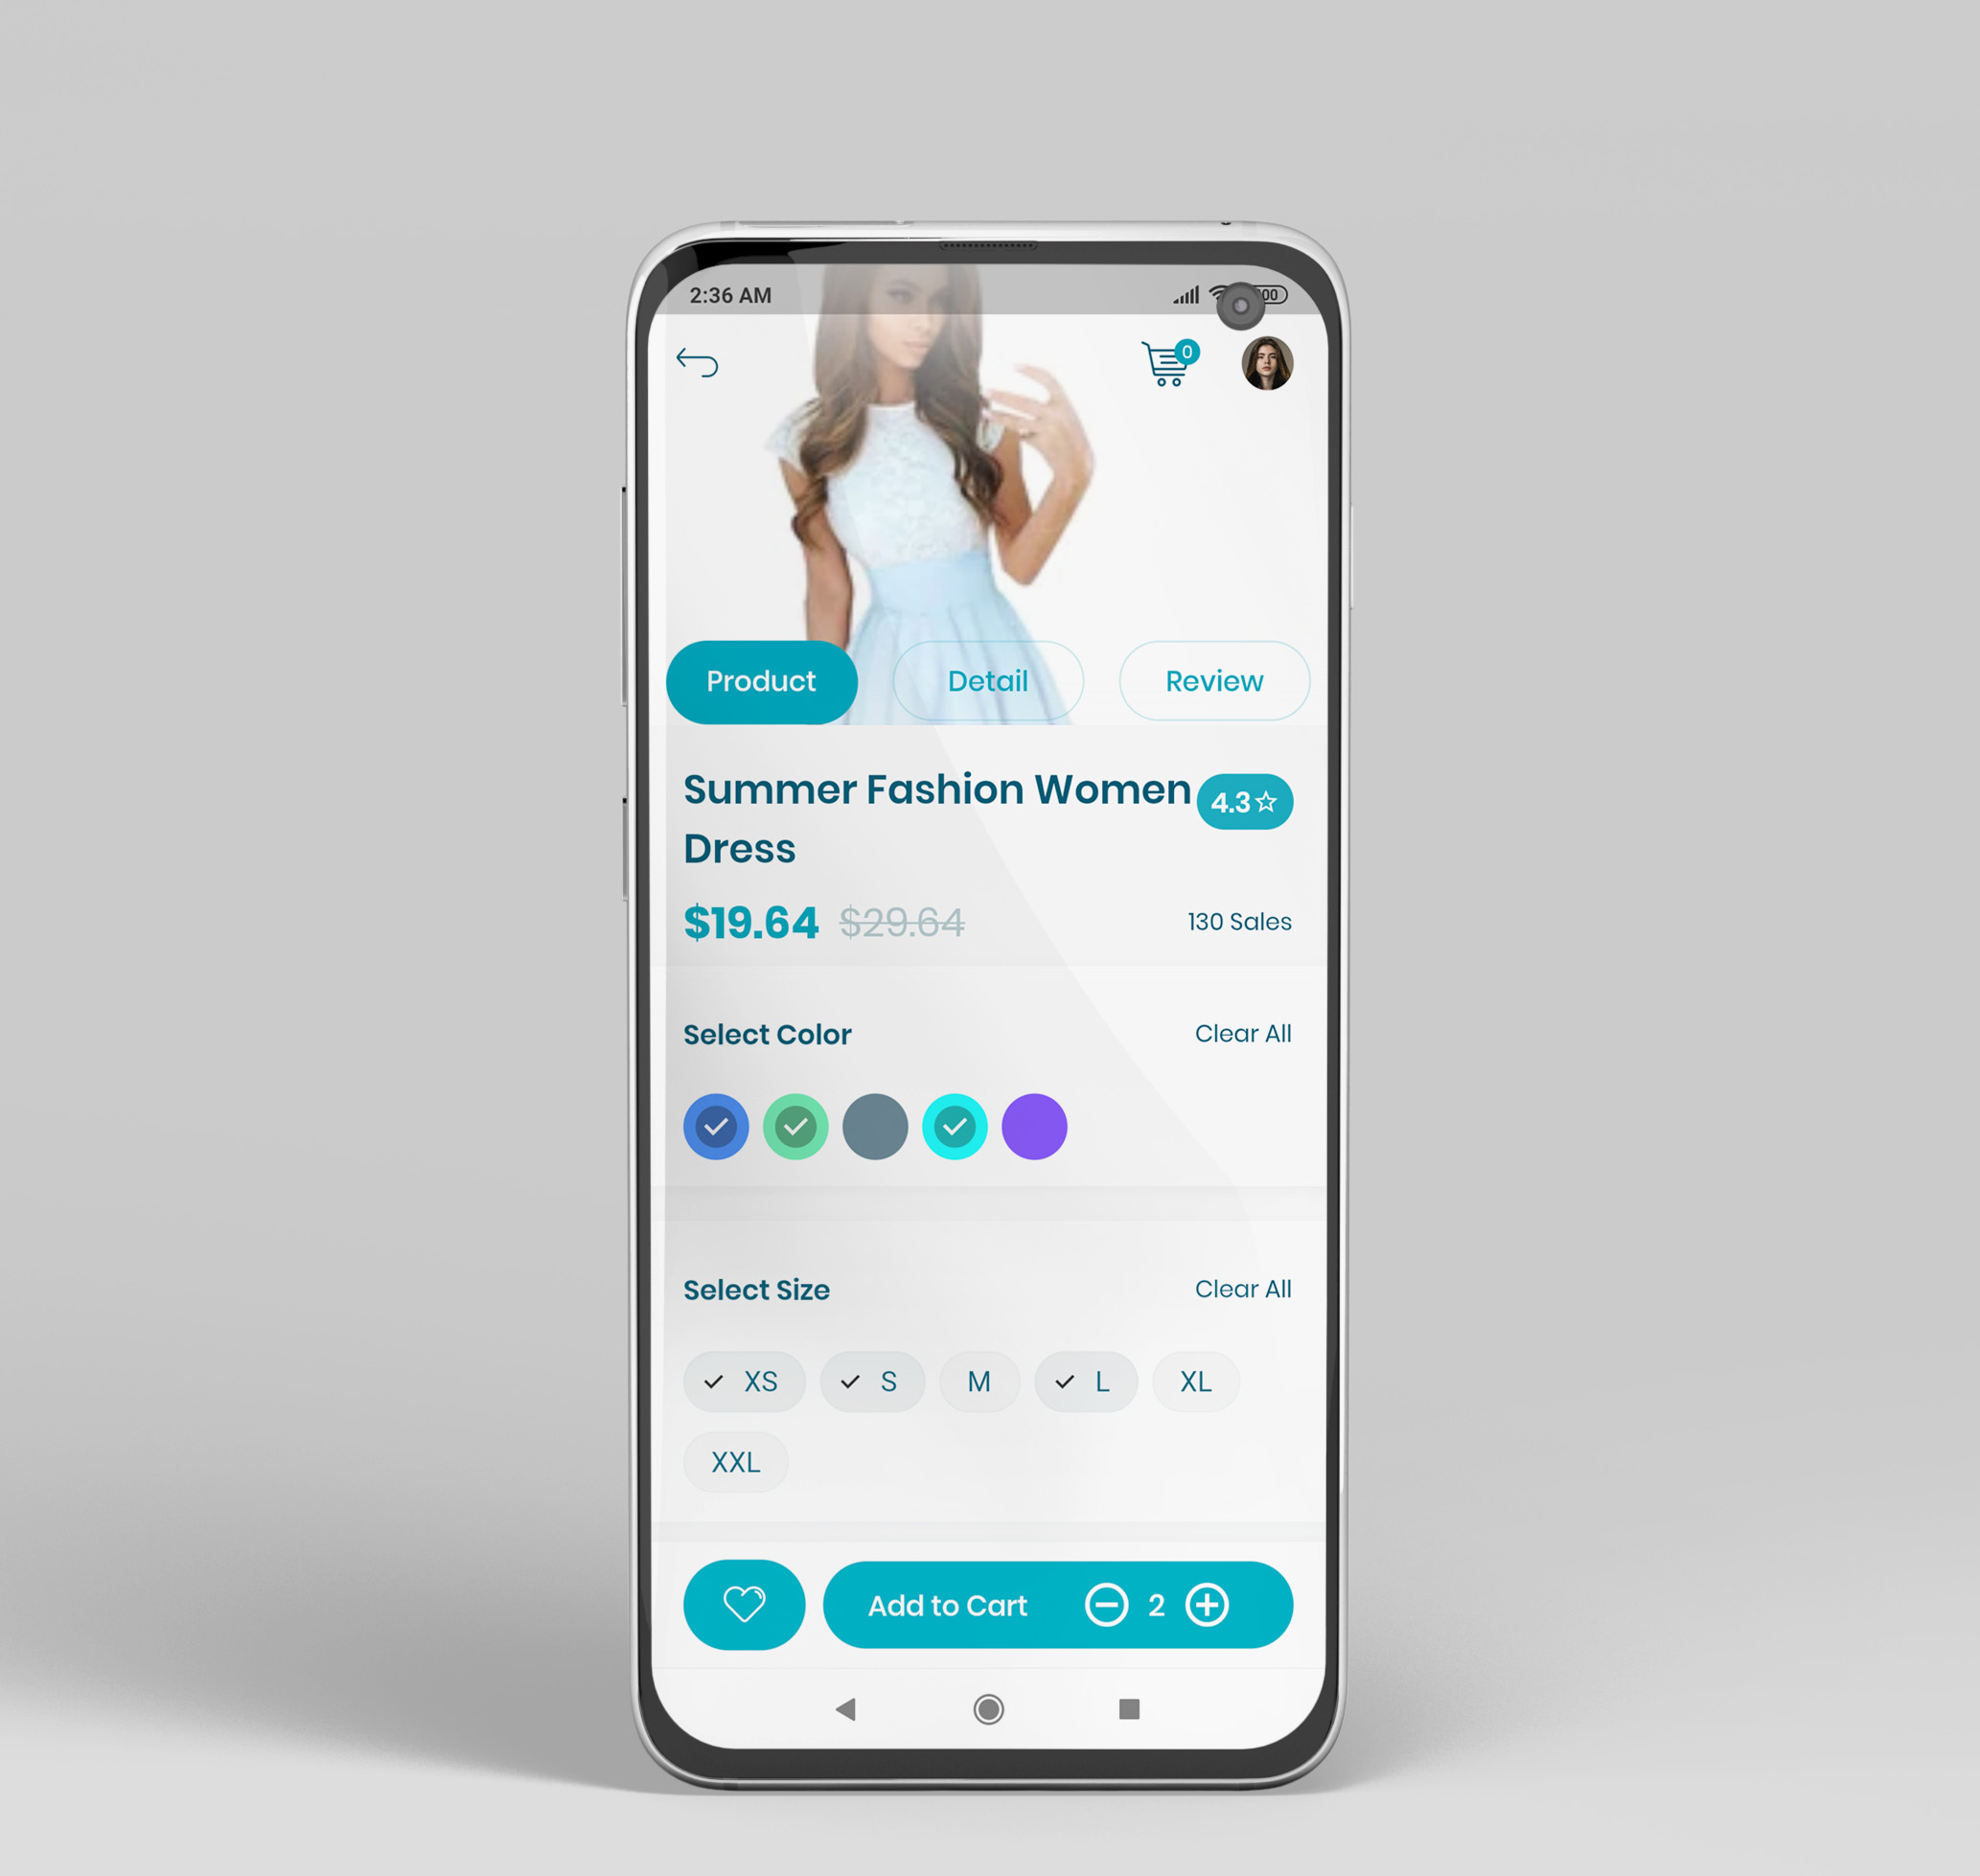 2:36 AM
0
Product
Detail
Review
Summer Fashion Women
Dress
4.3
$19.64 $29.64
130 Sales
Select Color
Clear All
Select Size
Clear All
XS
S
M
L
XL
XXL
Add to Cart
2